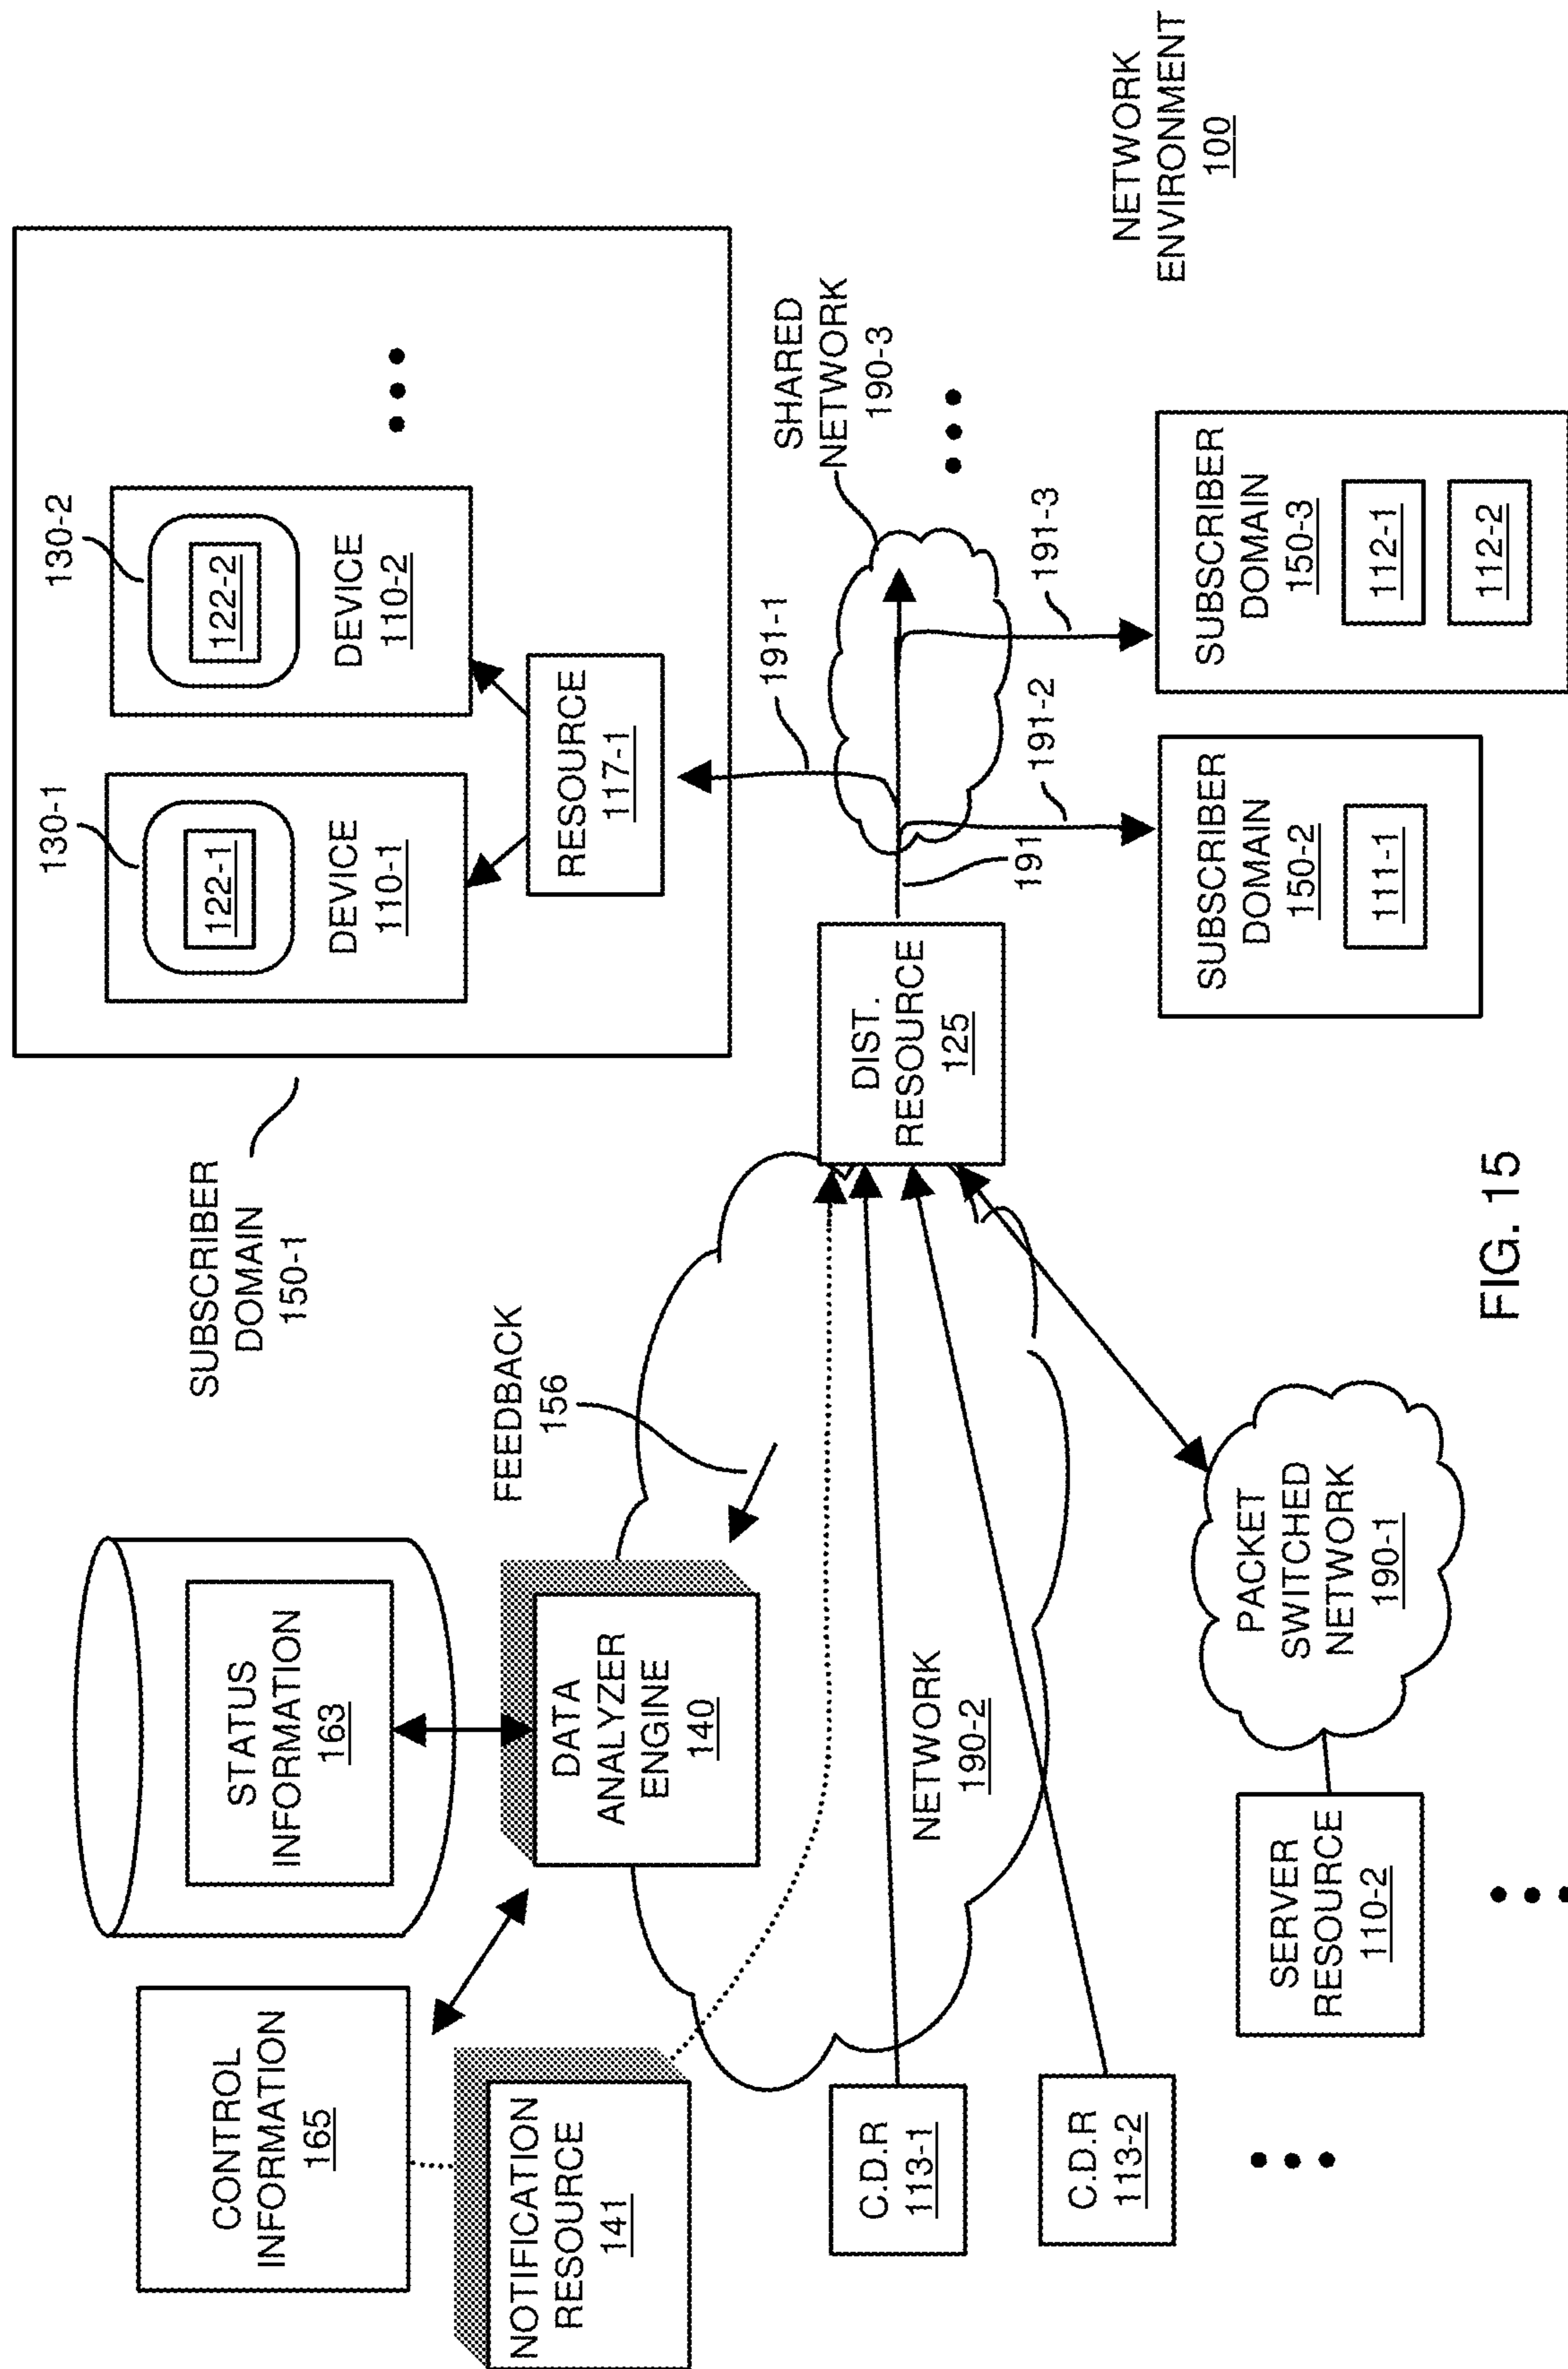 CONTROL
INFORMATION
165
NOTIFICATION
RESOURCE
141
STATUS
INFORMATION
163
DATA
ANALYZER
ENGINE
140
FEEDBACK
156
SUBSCRIBER
DOMAIN
150-1
130-1
122-1
DEVICE
110-1
130-2
122-2
DEVICE
110-2
RESOURCE
117-1
C.D.R
113-1
C.D.R
113-2
NETWORK
190-2
DIST.
RESOURCE
125
191
191-1
191-2
191-3
SHARED
NETWORK
190-3
SERVER
RESOURCE
110-2
PACKET
SWITCHED
NETWORK
190-1
SUBSCRIBER
DOMAIN
150-2
111-1
SUBSCRIBER
DOMAIN
150-3
112-1
112-2
NETWORK
ENVIRONMENT
100
FIG. 15